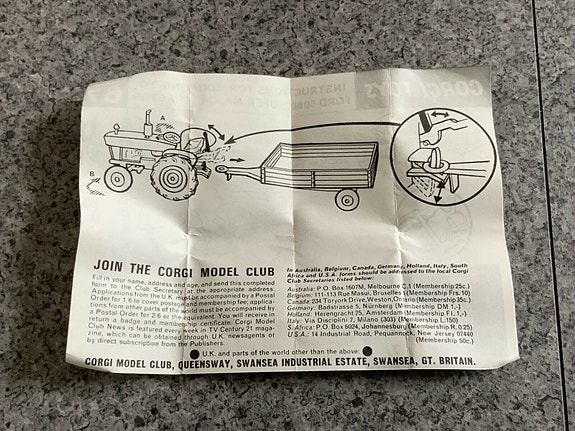 A
B
JOIN THE CORGI MODEL CLUB
Fill in your name, address and age, and send this completed
form to the Club Secretary at the appropriate address.
Applications from the U.K. must be accompanied by a Postal
Order for 1/6 to cover postage and membership fee; applica-
tions from other parts of the world must be accompanied by
a Postal Order for 2/6 or the equivalent. You will receive in
return a badge and membership certificate. Corgi Model
Club News is featured every week in TV Century 21 maga-
zine, which can be obtained through U.K. newsagents or
by direct subscription from the Publishers.
In Australia, Belgium, Canada, Germany, Holland, Italy, South
Africa and U.S.A. forms should be addressed to the local Corgi
Club Secretaries listed below:
Australia: P.O. Box 1607M, Melbourne C.1 (Membership 25c.)
Belgium: 111-113 Rue Masui, Bruxelles 1 (Membership Frs.10)
Canada: 234 Toryork Drive, Weston, Ontario (Membership 35c.)
Germany: Badstrasse 5, Nürnberg (Membership DM 1,-)
Holland: Herengracht 25, Amsterdam (Membership Fl. 1,-)
Italy: Via Disciplini 7, Milano (303) (Membership L.150)
S. Africa: P.O. Box 6024, Johannesburg (Membership R. 0.25)
U.S.A.: 14 Industrial Road, Pequannock, New Jersey 07440
(Membership 50c.)
U.K. and parts of the world other than the above:
CORGI MODEL CLUB, QUEENSWAY, SWANSEA INDUSTRIAL ESTATE, SWANSEA, GT. BRITAIN.